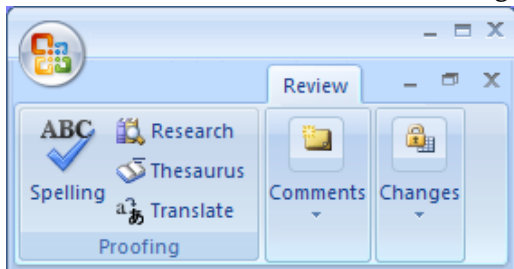 Review
ABC
Spelling
Research
Thesaurus
Translate
Proofing
Comments
Changes